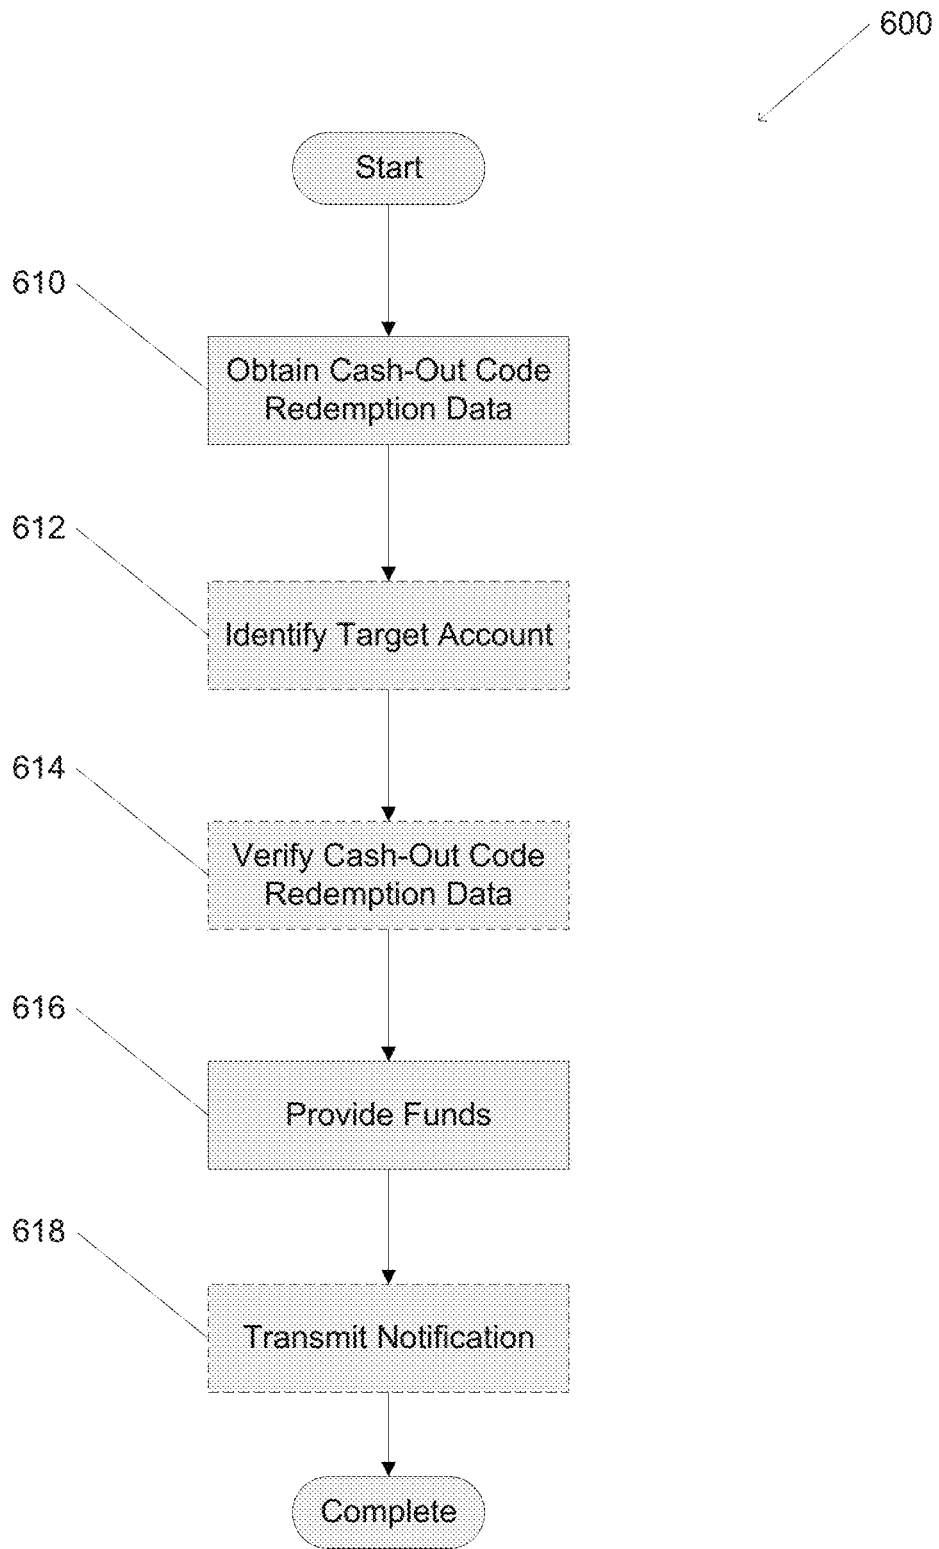 600
Start
610
Obtain Cash-Out Code
Redemption Data
612
Identify Target Account
614
Verify Cash-Out Code
Redemption Data
616
Provide Funds
618
Transmit Notification
Complete